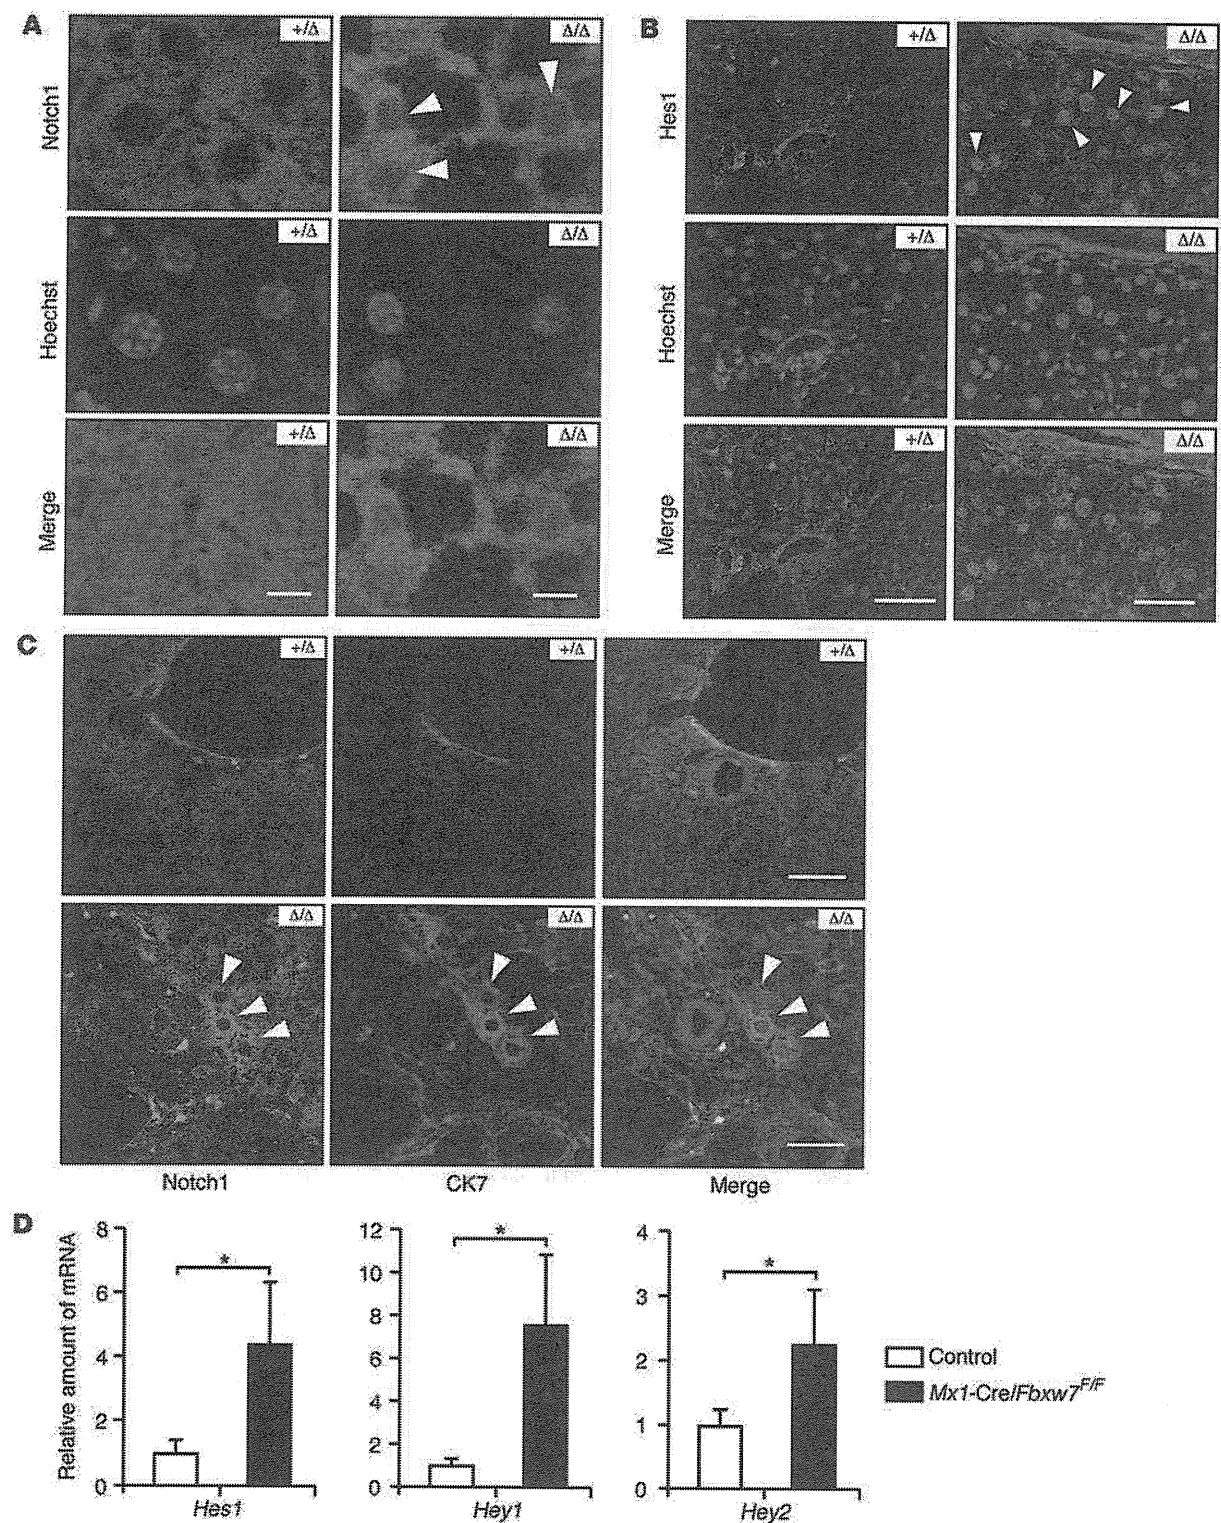 A
Notch1
+/Δ
Δ/Δ
Hoechst
+/Δ
Δ/Δ
Merge
+/Δ
Δ/Δ
B
Hes1
+/Δ
Δ/Δ
Hoechst
+/Δ
Δ/Δ
Merge
+/Δ
Δ/Δ
C
+/Δ
+/Δ
+/Δ
Δ/Δ
Δ/Δ
Δ/Δ
Notch1
CK7
Merge
D
Relative amount of mRNA
8
6
4
2
0
*
Hes1
12
10
8
6
4
2
0
*
Hey1
4
3
2
1
0
*
Hey2
Control
Mx1-Cre/Fbxw7F/F